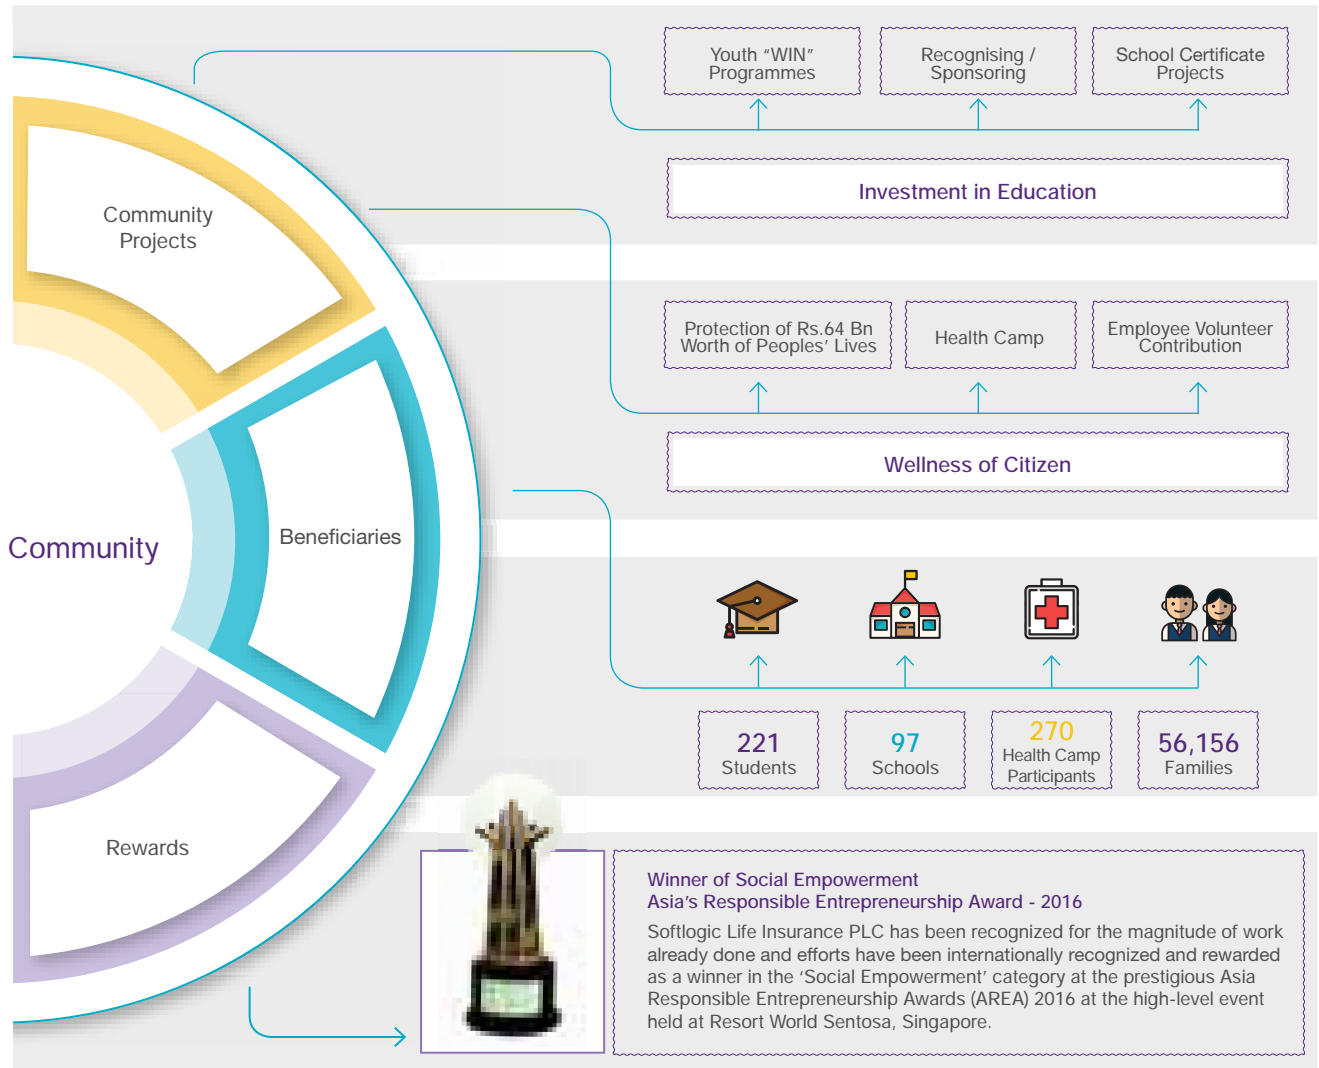 Youth “WIN”
Programmes
Recognising /
Sponsoring
School Certificate
Projects
Investment in Education
Community
Projects
Protection of Rs.64 Bn
Worth of Peoples’ Lives
Health Camp
Employee Volunteer
Contribution
Wellness of Citizen
Community
Beneficiaries
221
Students
97
Schools
270
Health Camp
Participants
56,156
Families
Rewards
Winner of Social Empowerment
Asia’s Responsible Entrepreneurship Award - 2016
Softlogic Life Insurance PLC has been recognized for the magnitude of work
already done and efforts have been internationally recognized and rewarded
as a winner in the ‘Social Empowerment’ category at the prestigious Asia
Responsible Entrepreneurship Awards (AREA) 2016 at the high-level event
held at Resort World Sentosa, Singapore.